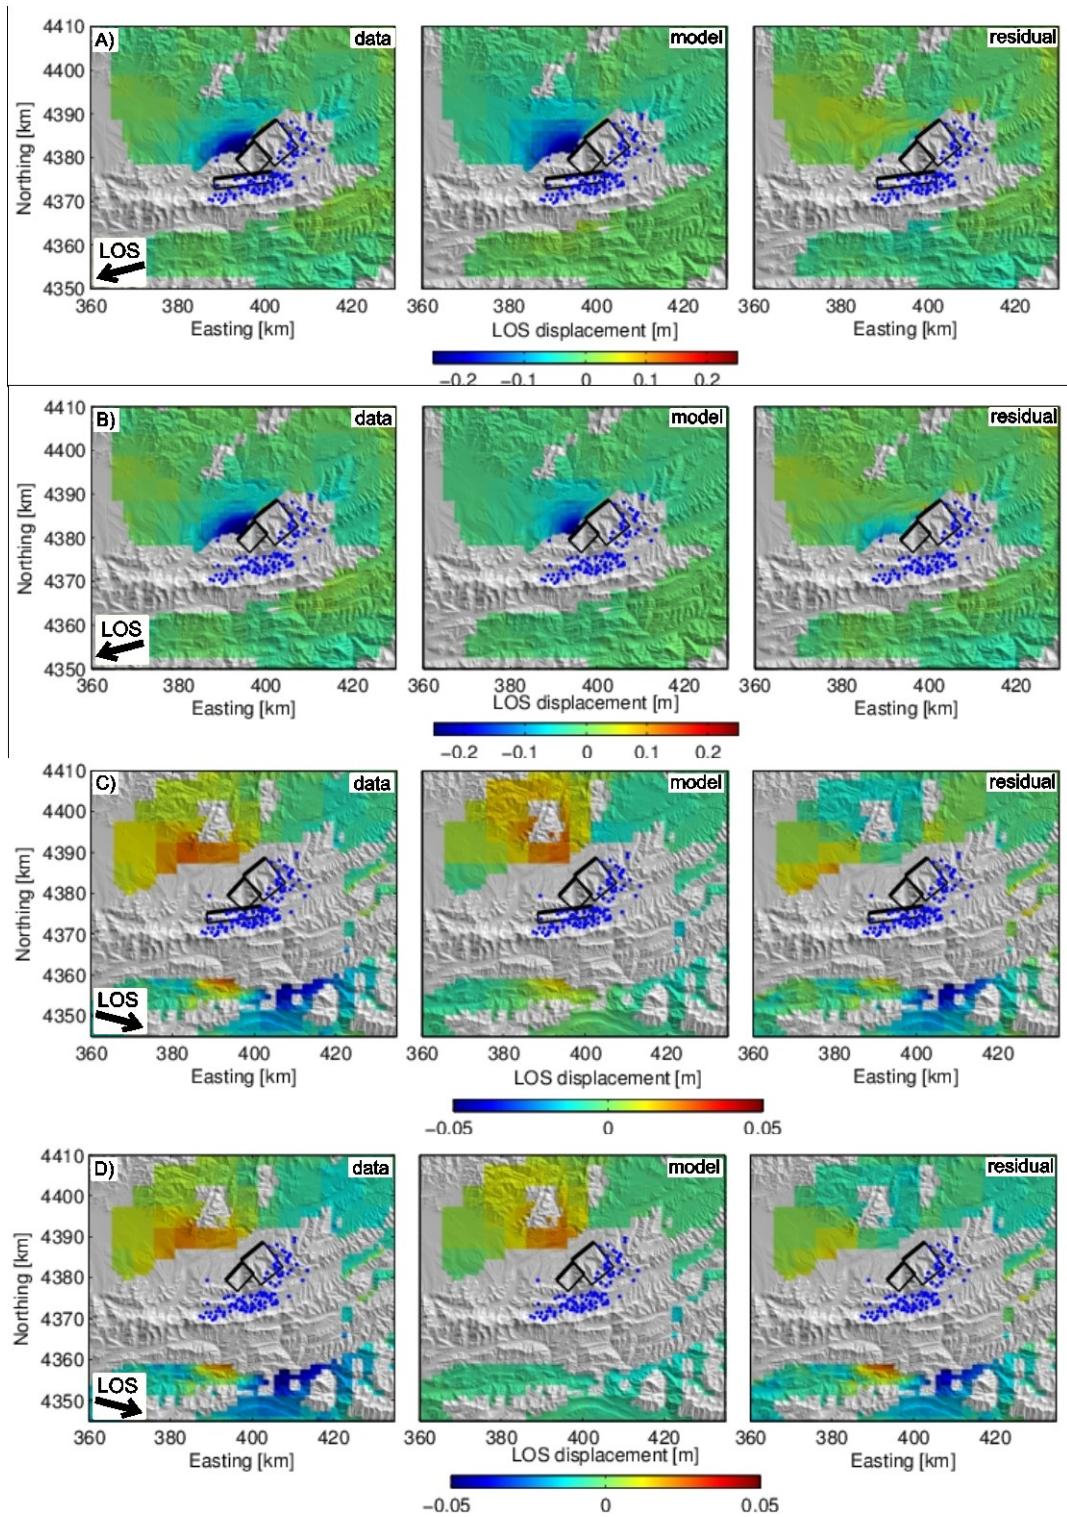 A) data model residual
4410
4400
4390
4380
4370
4360
4350
Northing [km]
LOS
360 380 400 420 360 380 400 420 360 380 400 420
Easting [km] LOS displacement [m] Easting [km]
−0.2 −0.1 0 0.1 0.2
B) data model residual
4410
4400
4390
4380
4370
4360
4350
Northing [km]
LOS
360 380 400 420 360 380 400 420 360 380 400 420
Easting [km] LOS displacement [m] Easting [km]
−0.2 −0.1 0 0.1 0.2
C) data model residual
4410
4400
4390
4380
4370
4360
4350
Northing [km]
LOS
360 380 400 420 360 380 400 420 360 380 400 420
Easting [km] LOS displacement [m] Easting [km]
−0.05 0 0.05
D) data model residual
4410
4400
4390
4380
4370
4360
4350
Northing [km]
LOS
360 380 400 420 360 380 400 420 360 380 400 420
Easting [km] LOS displacement [m] Easting [km]
−0.05 0 0.05